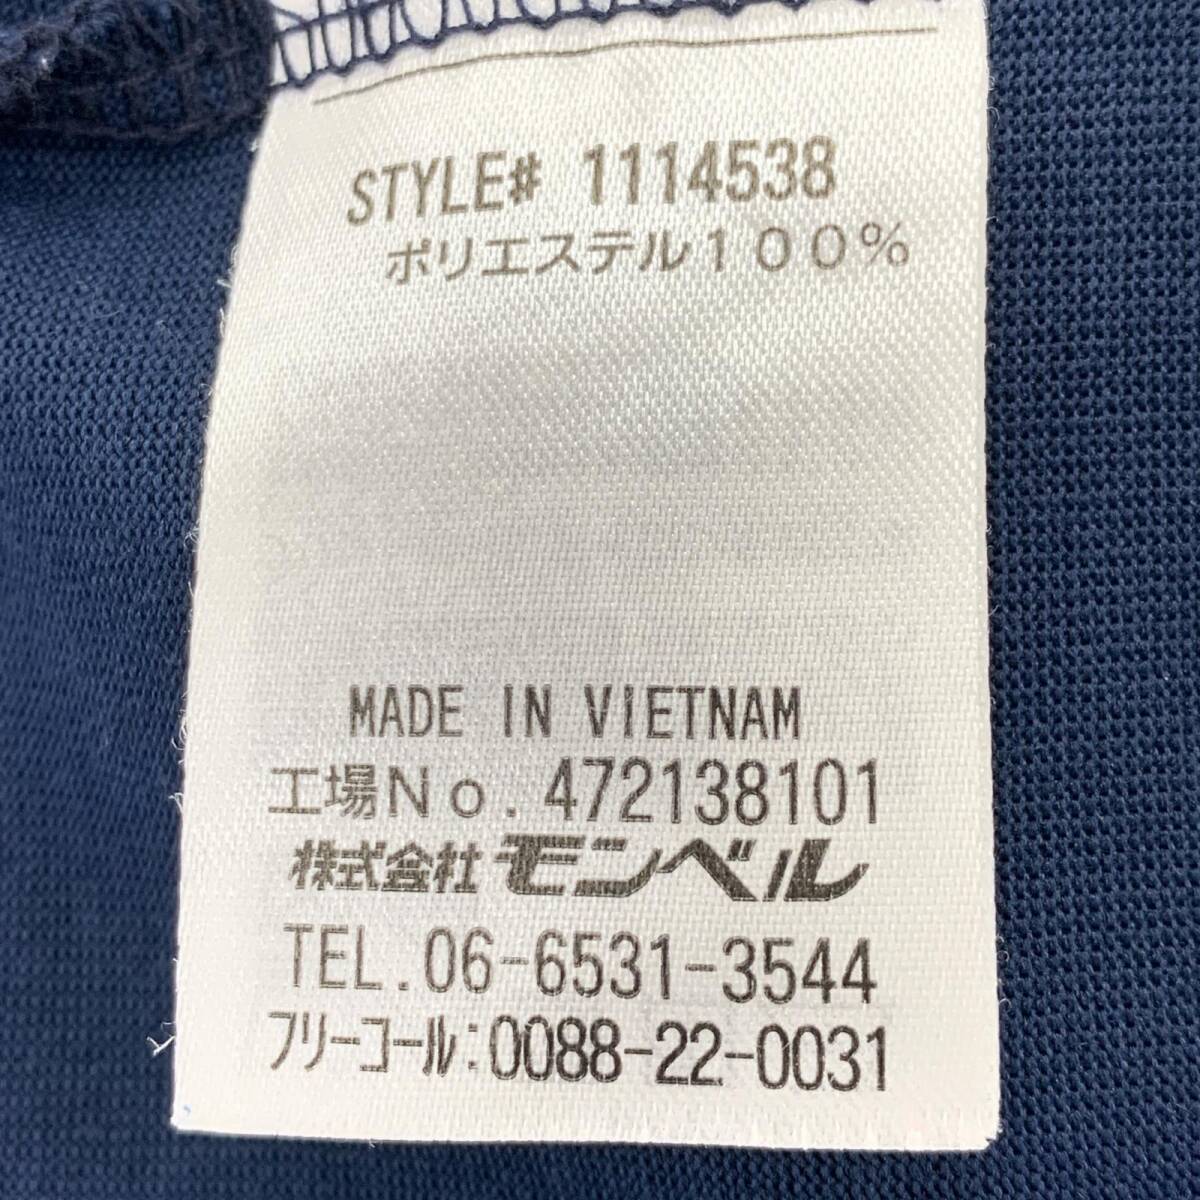 STYLE# 1114538
ポリエステル100%
MADE IN VIETNAM
工場No. 472138101
株式会社モンベル
TEL. 06-6531-3544
フリーコール:0088-22-0031